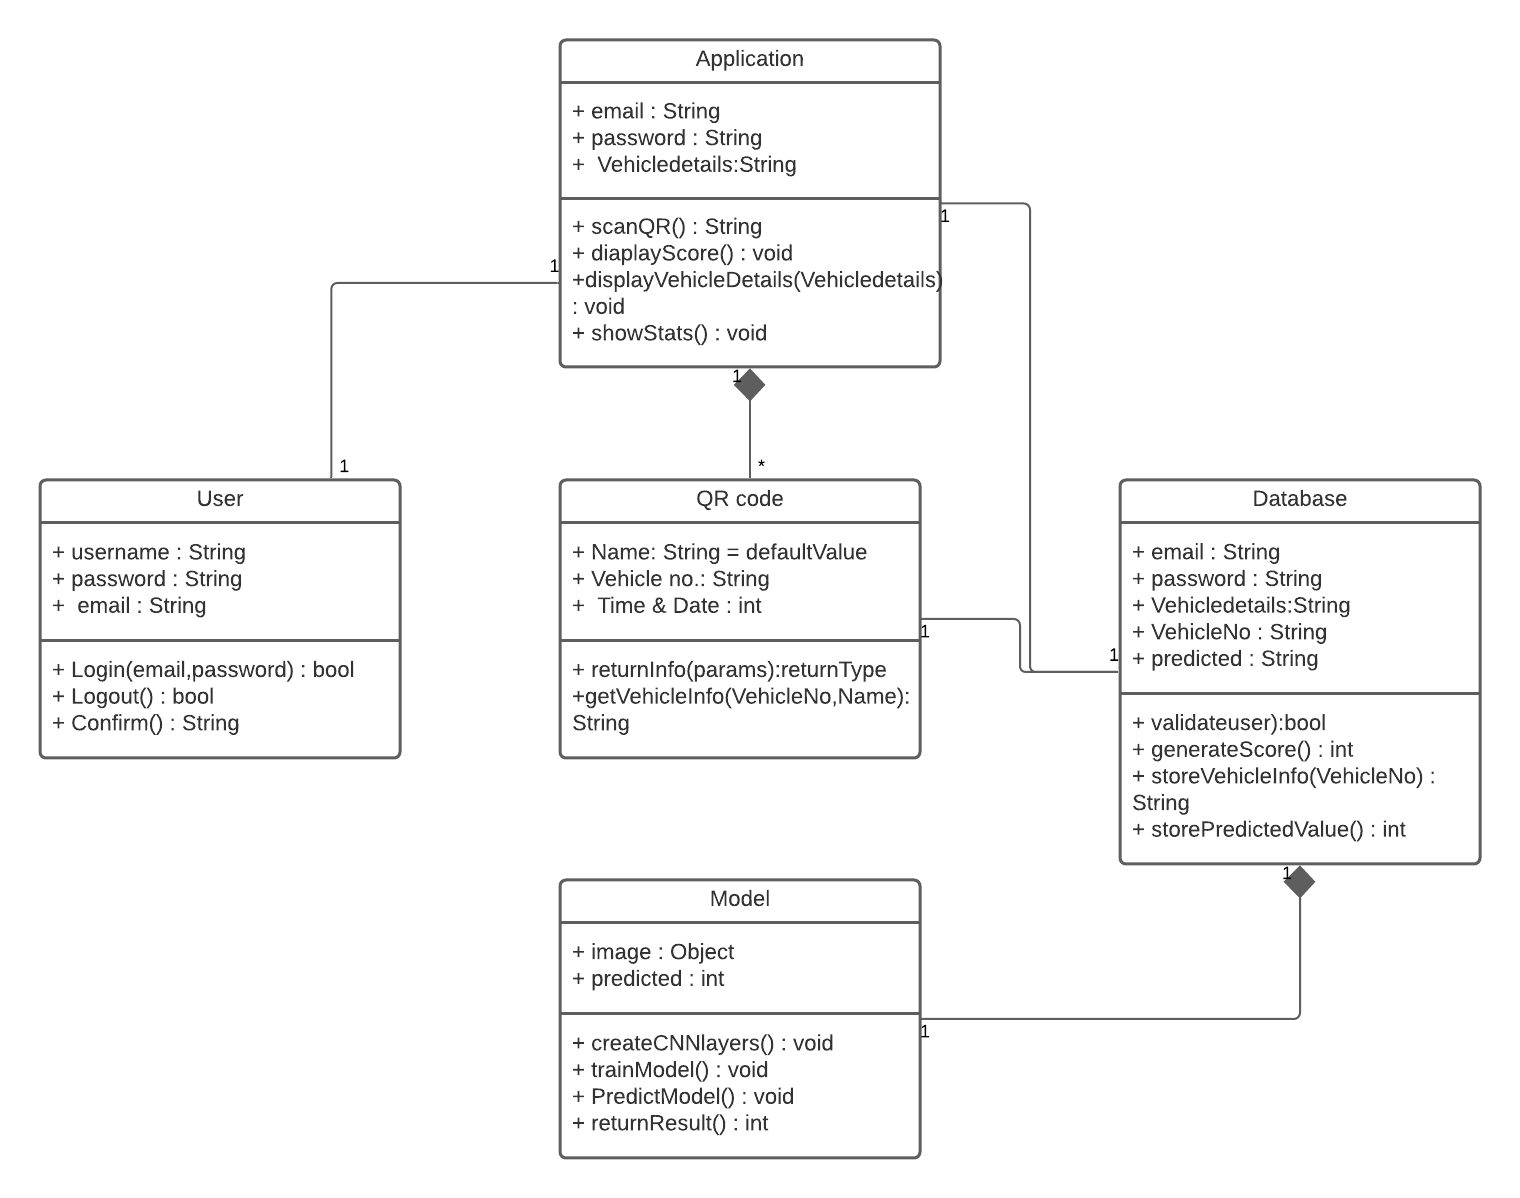 Application
+ email : String
+ password : String
+ Vehicledetails:String
+ scanQR() : String
+ diaplayScore() : void
+displayVehicleDetails(Vehicledetails)
: void
+ showStats() : void
1
1
1
*
1
User
+ username : String
+ password : String
+ email : String
+ Login(email,password) : bool
+ Logout() : bool
+ Confirm() : String
QR code
+ Name: String = defaultValue
+ Vehicle no.: String
+ Time & Date : int
+ returnInfo(params):returnType
+getVehicleInfo(VehicleNo,Name):
String
1
1
Database
+ email : String
+ password : String
+ Vehicledetails:String
+ VehicleNo : String
+ predicted : String
+ validateuser):bool
+ generateScore() : int
+ storeVehicleInfo(VehicleNo) :
String
+ storePredictedValue() : int
1
Model
+ image : Object
+ predicted : int
+ createCNNlayers() : void
+ trainModel() : void
+ PredictModel() : void
+ returnResult() : int
1